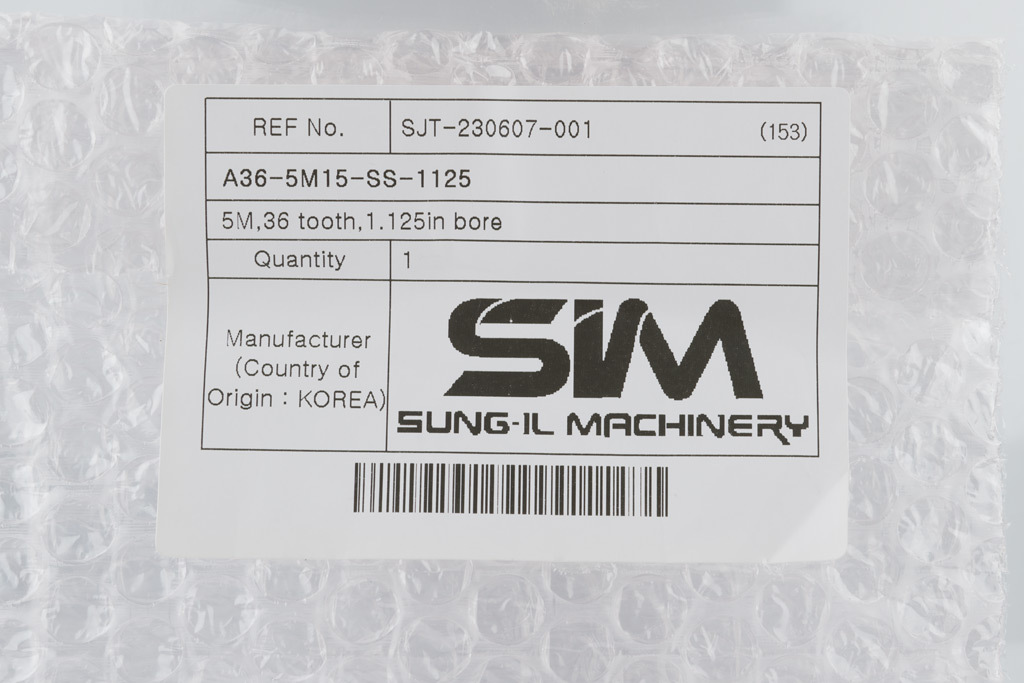 REF No. SJT-230607-001 (153)
A36-5M15-SS-1125
5M,36 tooth,1.125in bore
Quantity 1
Manufacturer
(Country of
Origin : KOREA)
SIM
SUNG-IL MACHINERY